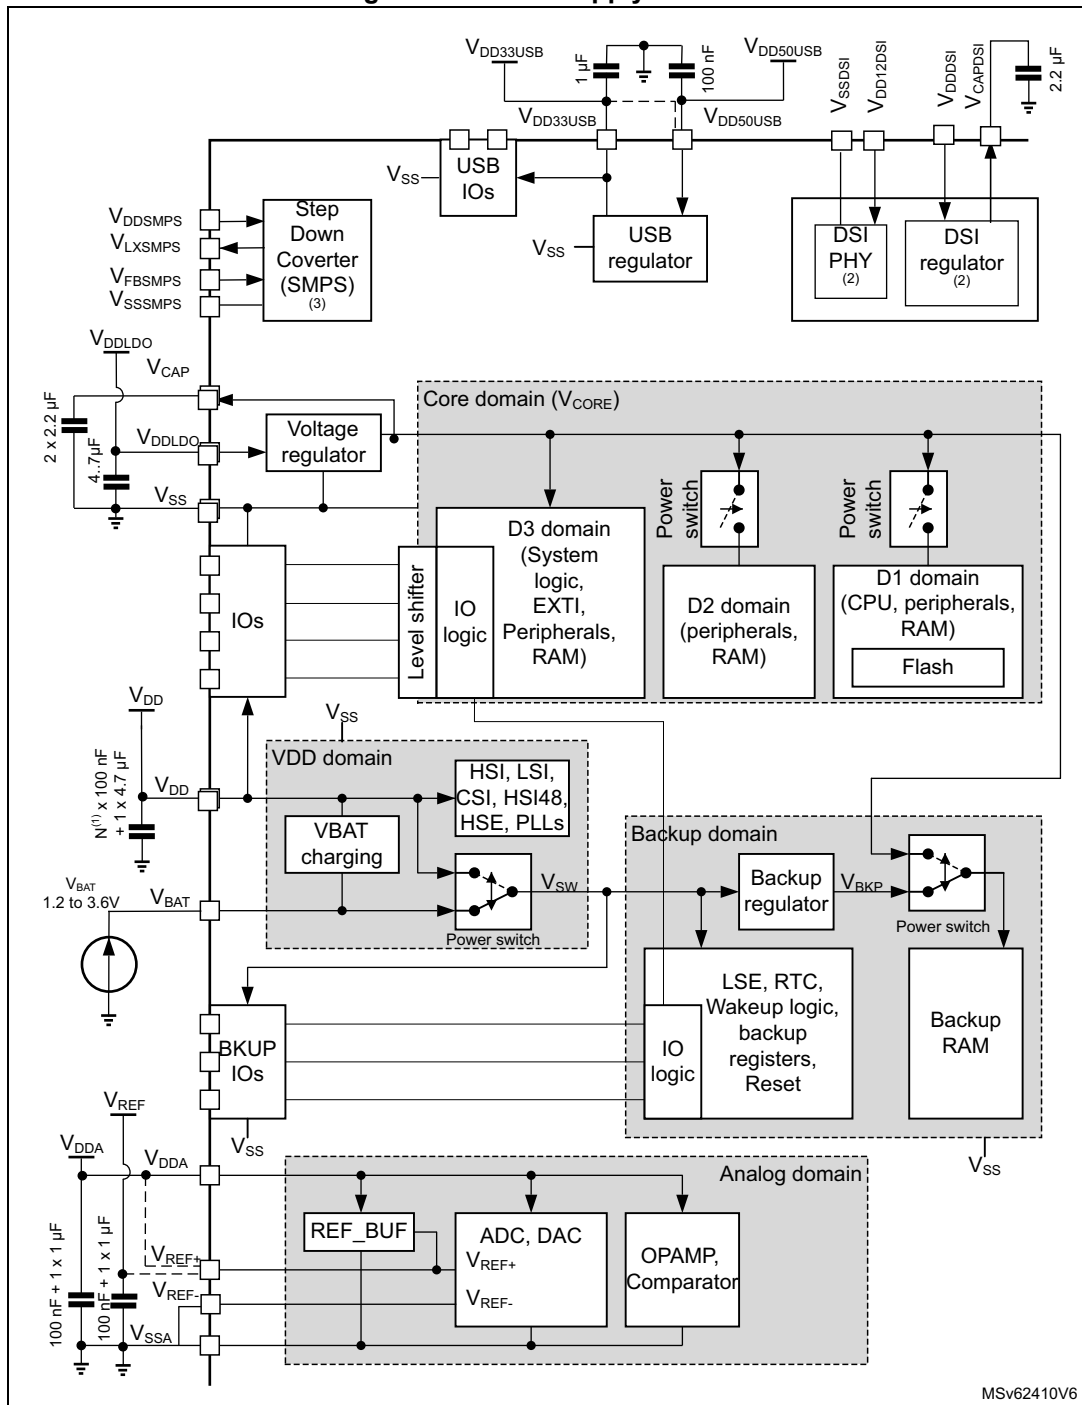 VDD33USB
1 µF
100 nF
VDD50USB
VSSDSI
VDD12DSI
VDDDSI
VCAPDSI
2.2 µF
VDD33USB
VDD50USB
VSS
USB
IOs
VSS
USB
regulator
DSI
PHY
(2)
DSI
regulator
(2)
VDDSMPS
VLXSMPS
VFBSMPS
VSSSMPS
Step
Down
Coverter
(SMPS)
(3)
VDDLDO
VCAP
2 x 2.2 µF
4..7µF
VDDLDO
VSS
Voltage
regulator
Core domain (VCORE)
Power
switch
Power
switch
D3 domain
(System
logic,
EXTI,
Peripherals,
RAM)
D2 domain
(peripherals,
RAM)
D1 domain
(CPU, peripherals,
RAM)
Flash
IOs
Level shifter
IO
logic
VDD
N(1) x 100 nF
+ 1 x 4.7 µF
VDD
VSS
VDD domain
HSI, LSI,
CSI, HSI48,
HSE, PLLs
VBAT
charging
VBAT
1.2 to 3.6V
VBAT
Power switch
VSW
Backup domain
Backup
regulator
VBKP
Power switch
LSE, RTC,
Wakeup logic,
backup
registers,
Reset
IO
logic
Backup
RAM
VSS
BKUP
IOs
VSS
VREF
VDDA
VDDA
100 nF + 1 x 1 µF
100 nF + 1 x 1 µF
VREF+
VREF-
VSSA
Analog domain
REF_BUF
ADC, DAC
VREF+
VREF-
OPAMP,
Comparator
MSv62410V6